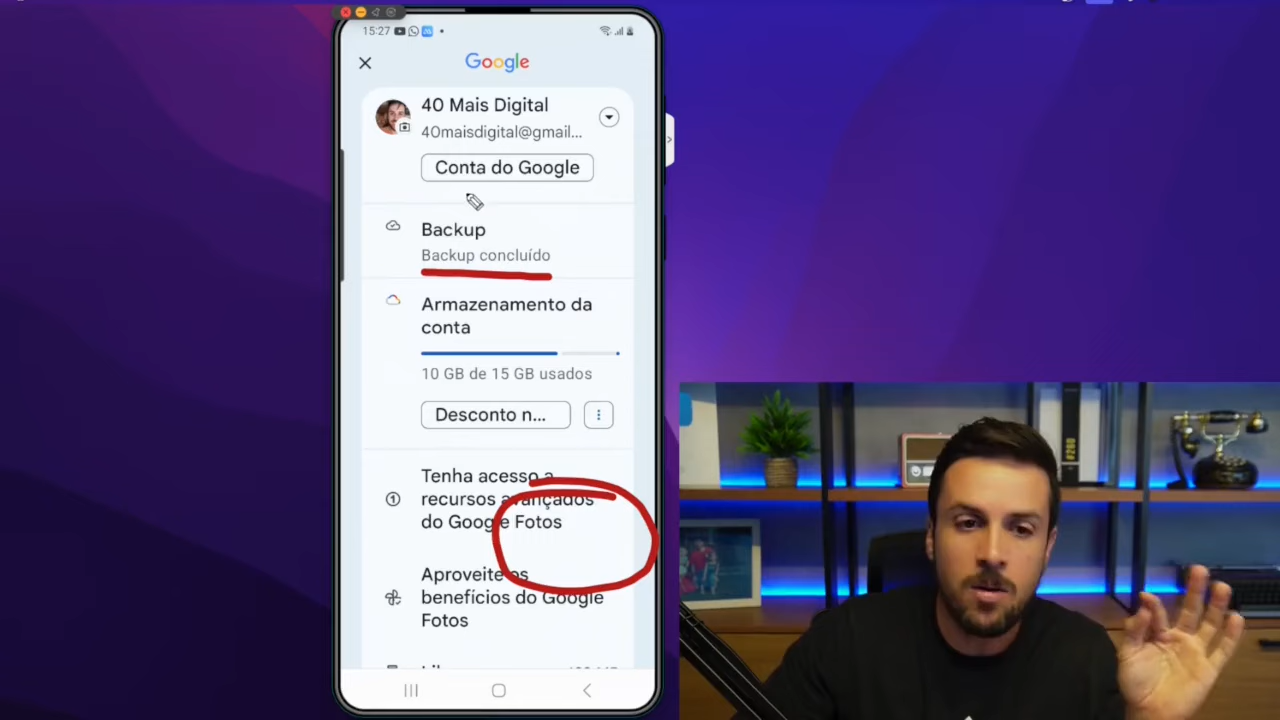 15:27
Google
40 Mais Digital
40maisdigital@gmail...
Conta do Google
Backup
Backup concluído
Armazenamento da
conta
10 GB de 15 GB usados
Desconto n...
Tenha acesso a
recursos avançados
do Google Fotos
Aproveite os
benefícios do Google
Fotos